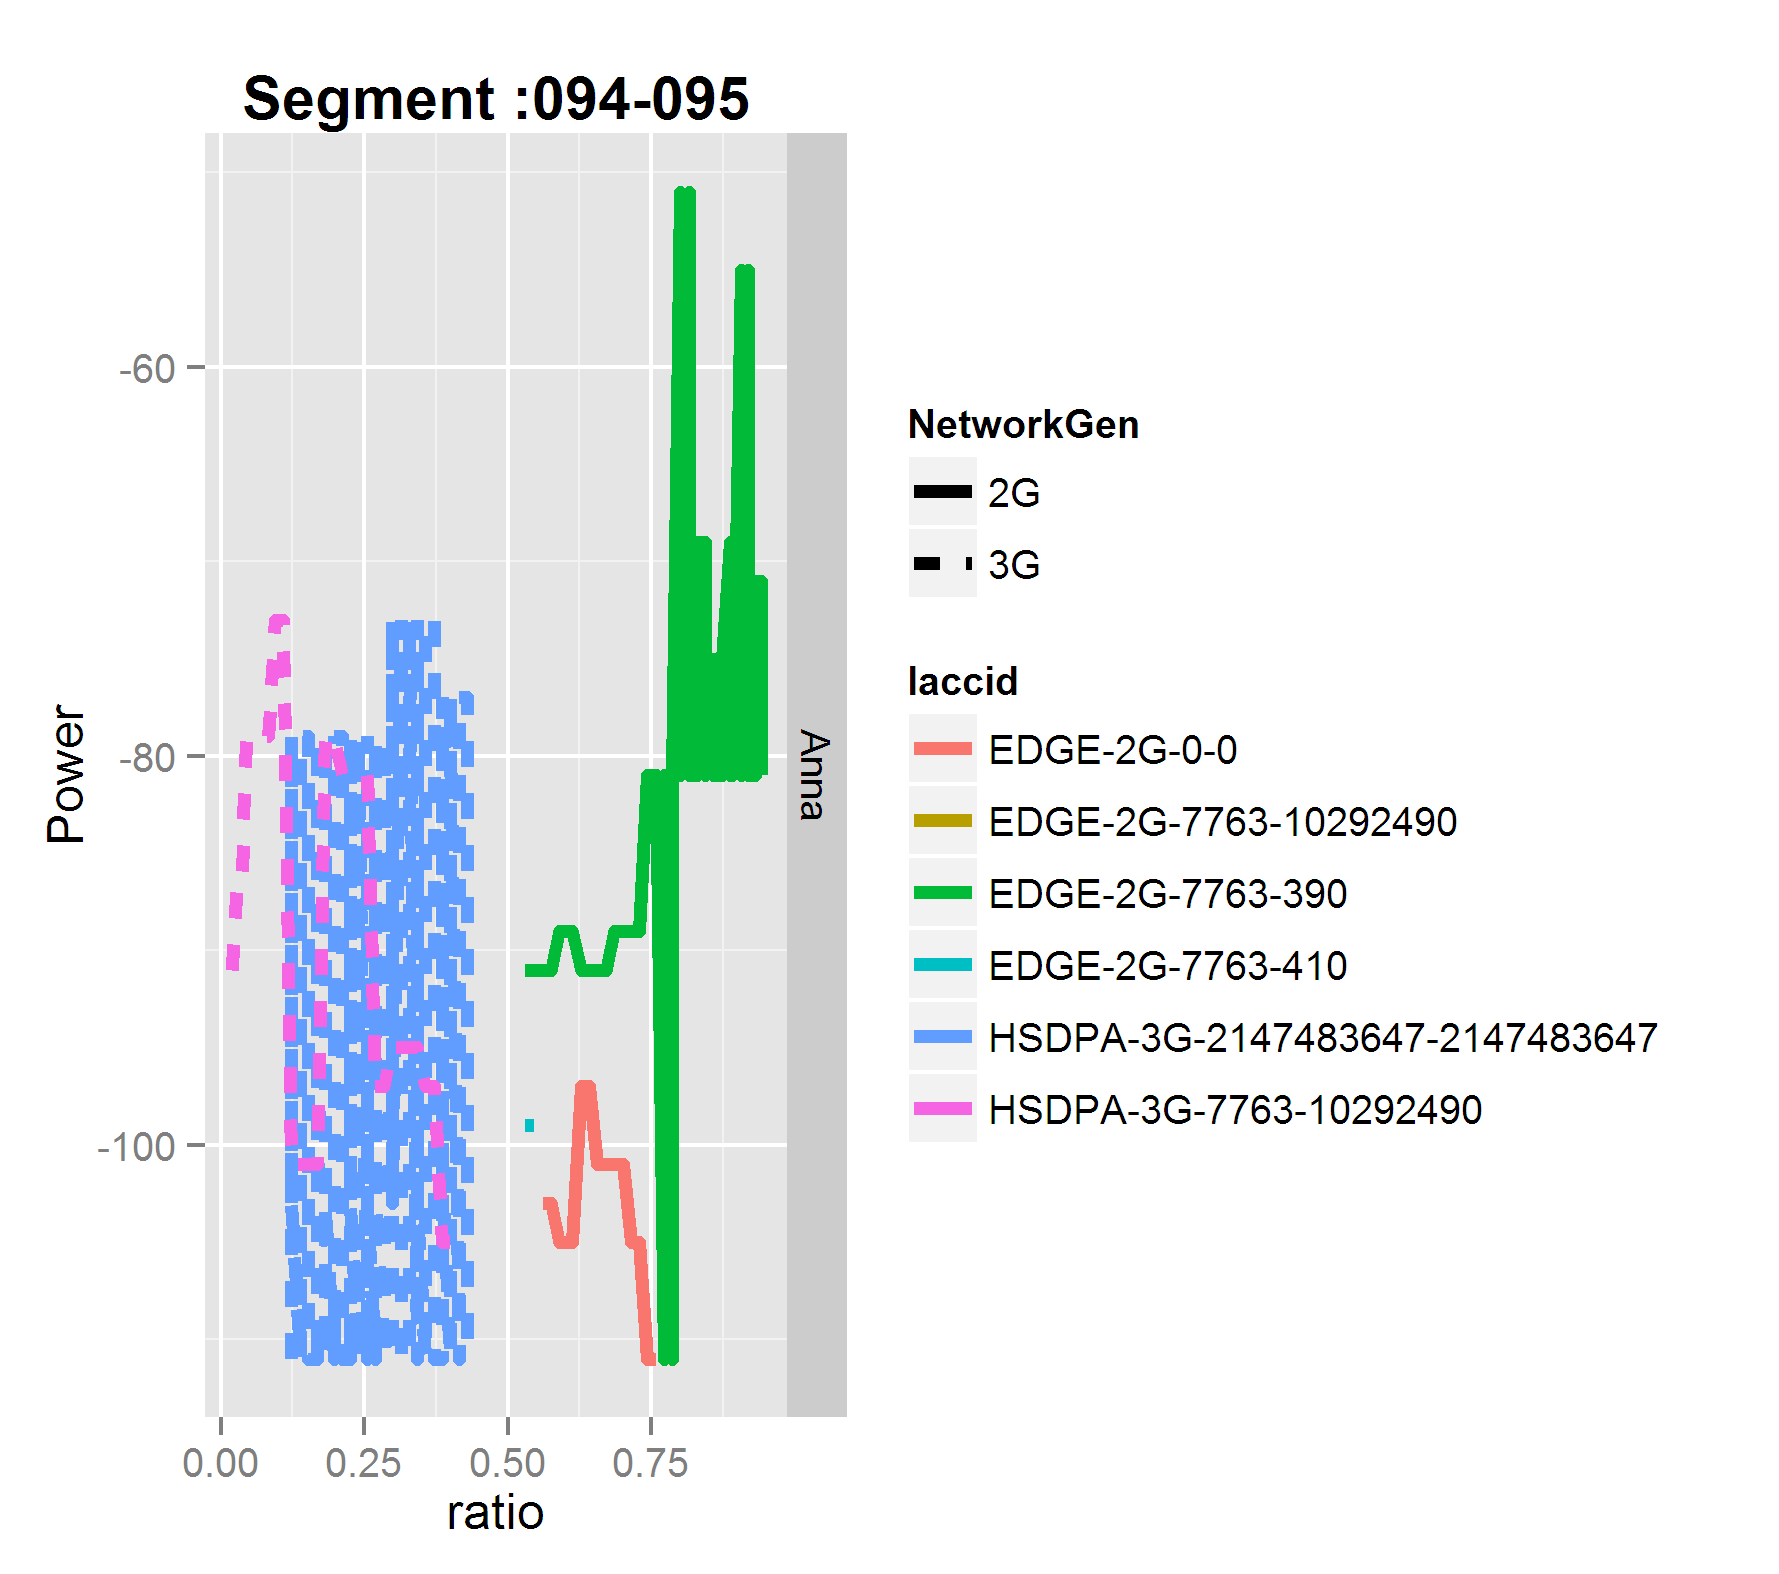 Segment :094-095
-60
-80
-100
Power
Anna
0.00 0.25 0.50 0.75
ratio
NetworkGen
2G
3G
laccid
EDGE-2G-0-0
EDGE-2G-7763-10292490
EDGE-2G-7763-390
EDGE-2G-7763-410
HSDPA-3G-2147483647-2147483647
HSDPA-3G-7763-10292490